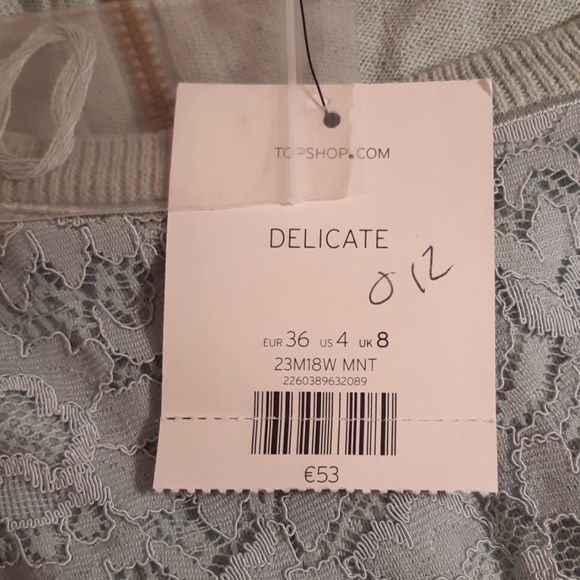 TOPSHOP.COM
DELICATE
012
EUR 36 US 4 UK 8
23M18W MNT
2260389632089
€53